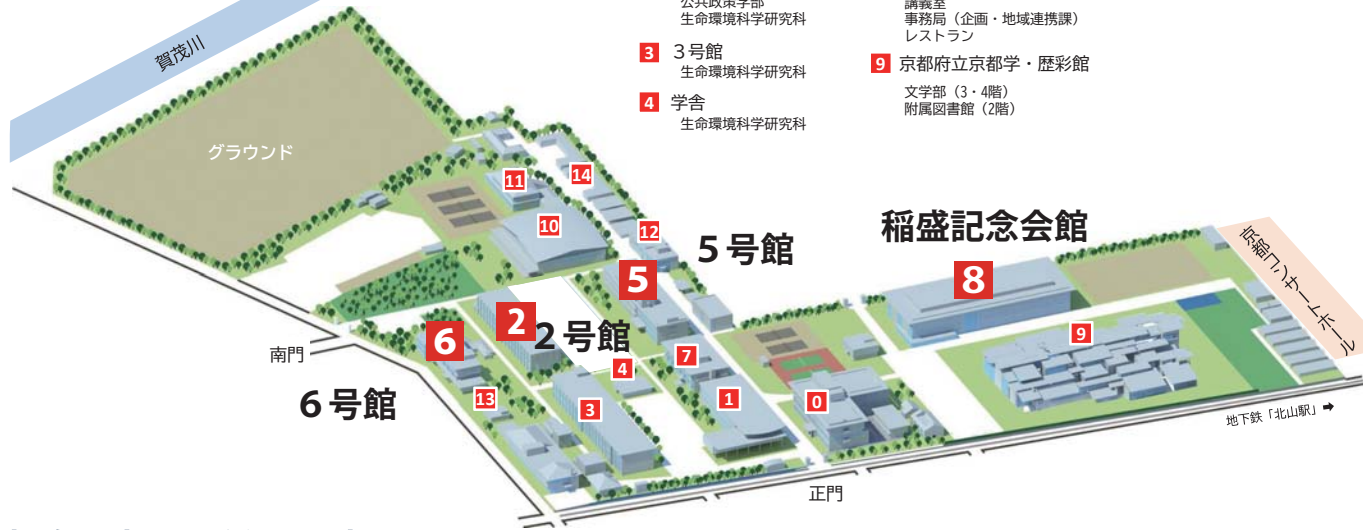 公共政策学部
生命環境科学研究科
3 3号館
生命環境科学研究科
4 学舎
生命環境科学研究科
講義室
事務局（企画・地域連携課）
レストラン
9 京都府立京都学・歴彩館
文学部（3・4階）
附属図書館（2階）
賀茂川
グラウンド
11
14
10
12
5
5号館
稲盛記念会館
8
京都コンサートホール
2
2号館
6
6号館
南門
7
4
9
13
3
1
0
地下鉄「北山駅」➡
正門